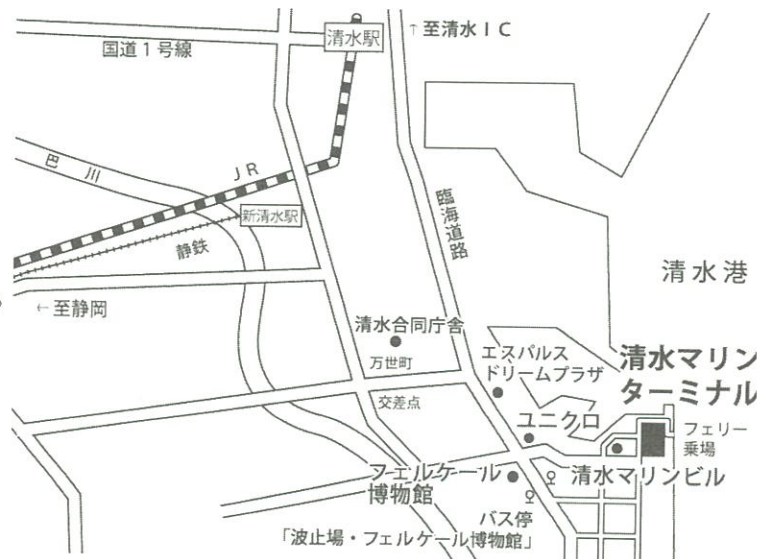 清水駅
↑至清水IC
国道1号線
巴川
JR
新清水駅
静鉄
臨海道路
清水港
←至静岡
清水合同庁舎
万世町
交差点
エスパルス
ドリームプラザ
清水マリン
ターミナル
ユニクロ
フェリー
乗場
フェルケール
博物館
清水マリンビル
バス停
「波止場・フェルケール博物館」